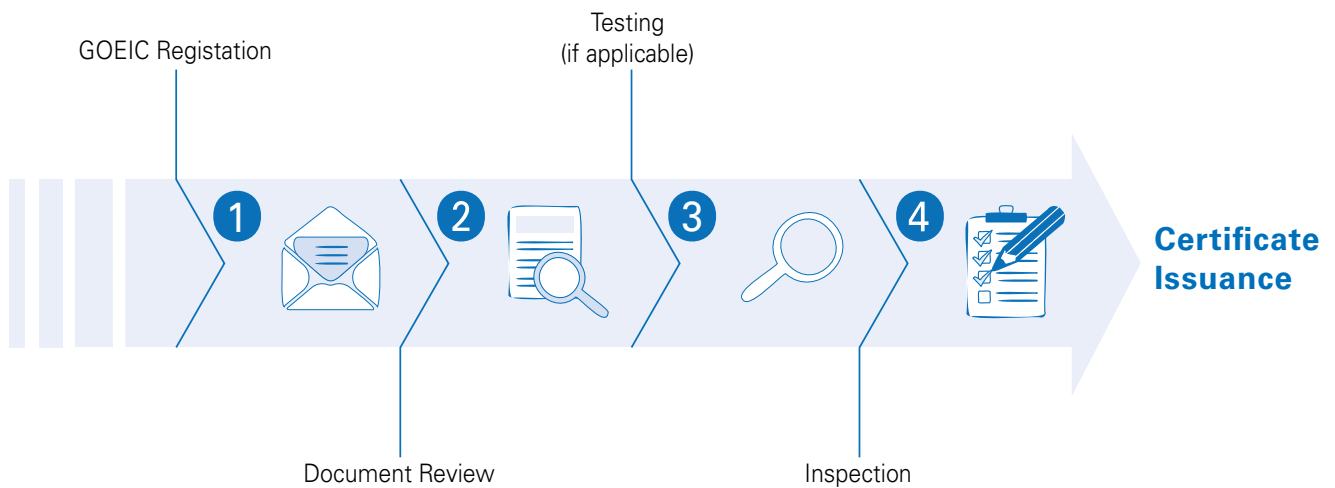 GOEIC Registation
Testing
(if applicable)
1
2
3
4
Certificate
Issuance
Document Review
Inspection